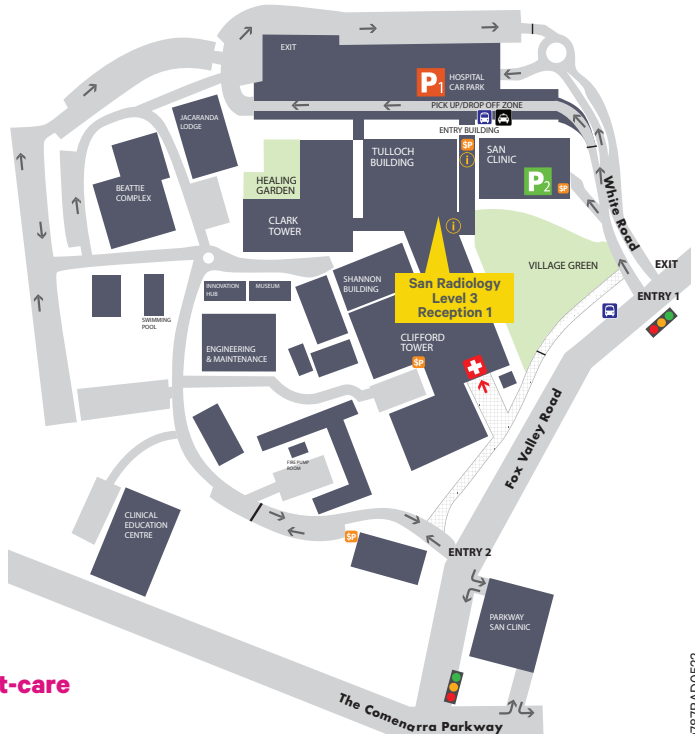 EXIT
P1
HOSPITAL
CAR PARK
PICK UP/DROP OFF ZONE
JACARANDA
LODGE
ENTRY BUILDING
$P
i
TULLOCH
BUILDING
SAN
CLINIC
P2
$P
BEATTIE
COMPLEX
HEALING
GARDEN
CLARK
TOWER
i
White Road
VILLAGE GREEN
EXIT
ENTRY 1
San Radiology
Level 3
Reception 1
SHANNON
BUILDING
INNOVATION
HUB
MUSEUM
SWIMMING
POOL
ENGINEERING
& MAINTENANCE
CLIFFORD
TOWER
$P
Fox Valley Road
FIRE PUMP
ROOM
CLINICAL
EDUCATION
CENTRE
$P
ENTRY 2
PARKWAY
SAN CLINIC
t-care
The Comenarra Parkway